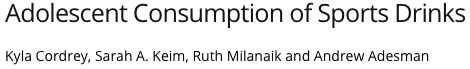 Adolescent Consumption of Sports Drinks
Kyla Cordrey, Sarah A. Keim, Ruth Milanaik and Andrew Adesman